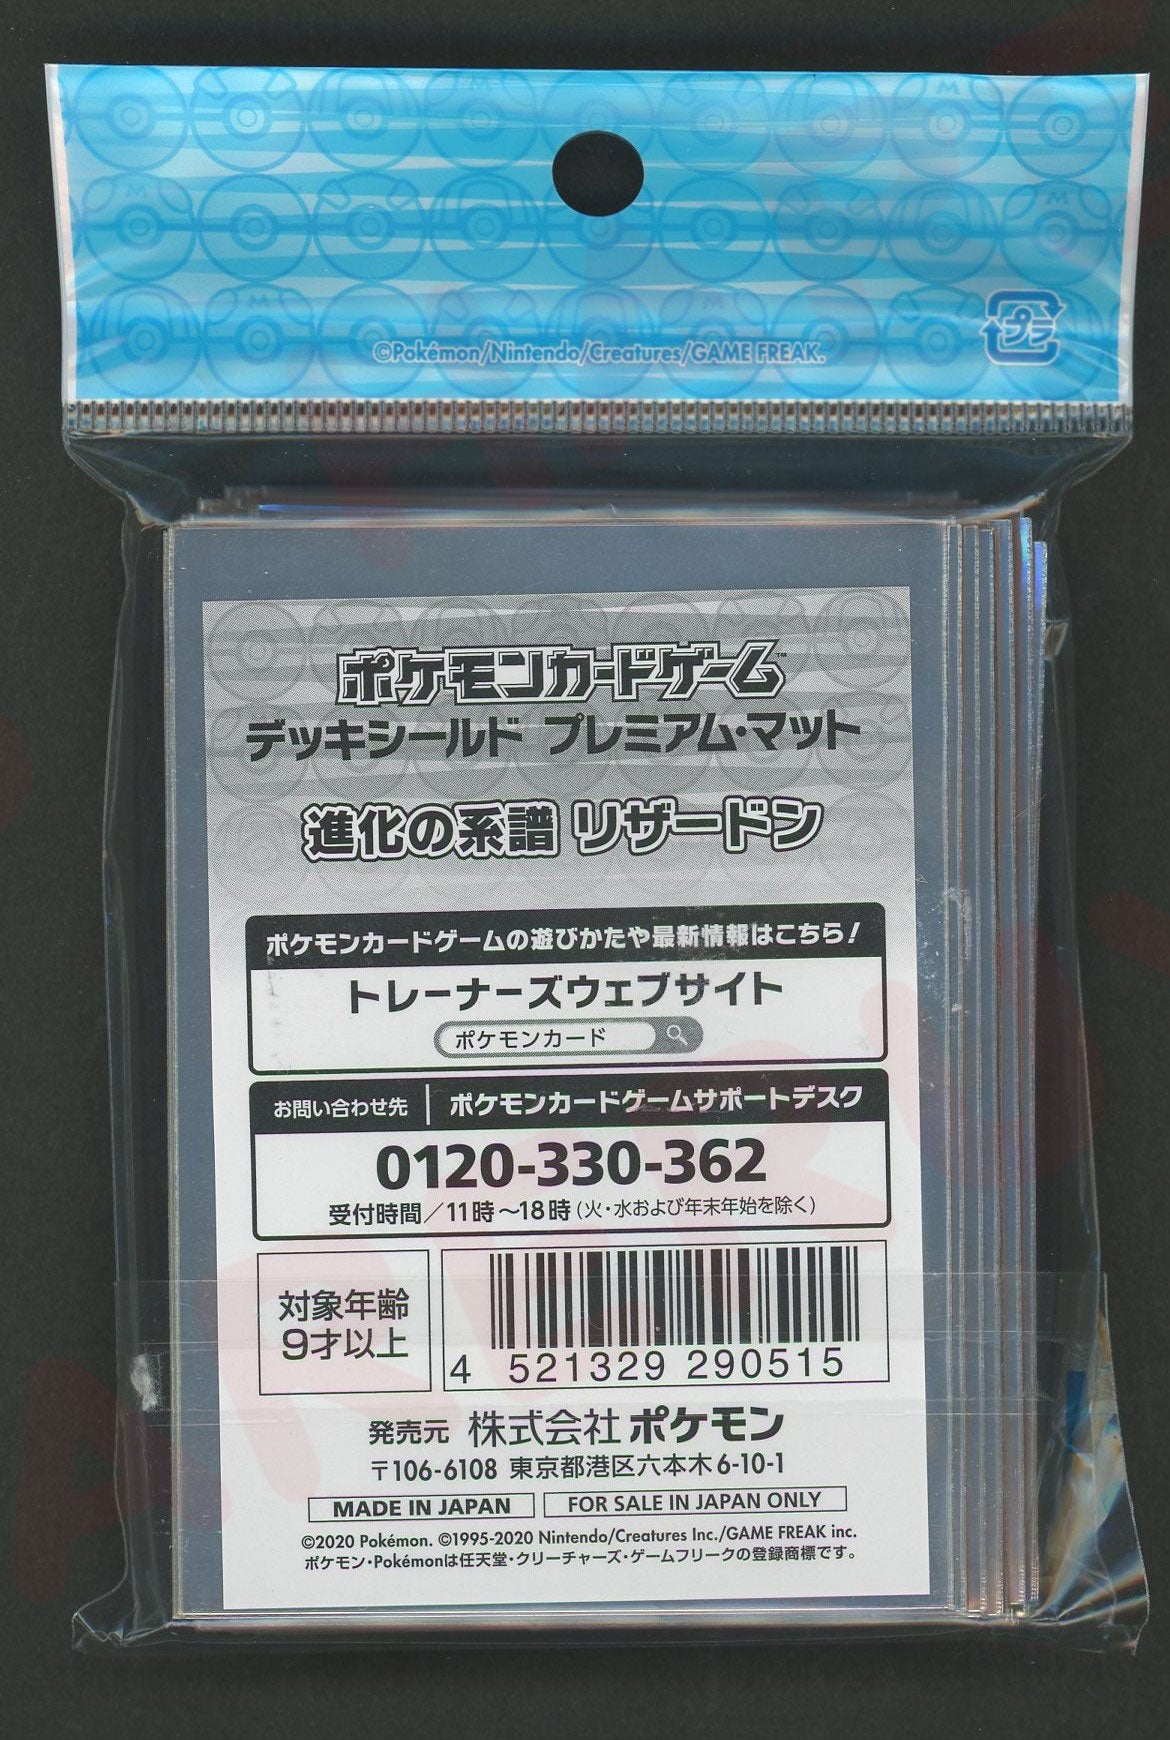 ©Pokémon/Nintendo/Creatures/GAME FREAK.
プラ
ポケモンカードゲーム™
デッキシールド プレミアム・マット
進化の系譜 リザードン
ポケモンカードゲームの遊びかたや最新情報はこちら!
トレーナーズウェブサイト
ポケモンカード
お問い合わせ先 ポケモンカードゲームサポートデスク
0120-330-362
受付時間/11時〜18時(火・水および年末年始を除く)
対象年齢
9才以上
4 521329 290515
発売元 株式会社ポケモン
〒106-6108 東京都港区六本木6-10-1
MADE IN JAPAN FOR SALE IN JAPAN ONLY
©2020 Pokémon. ©1995-2020 Nintendo/Creatures Inc./GAME FREAK inc.
ポケモン・Pokémonは任天堂・クリーチャーズ・ゲームフリークの登録商標です。